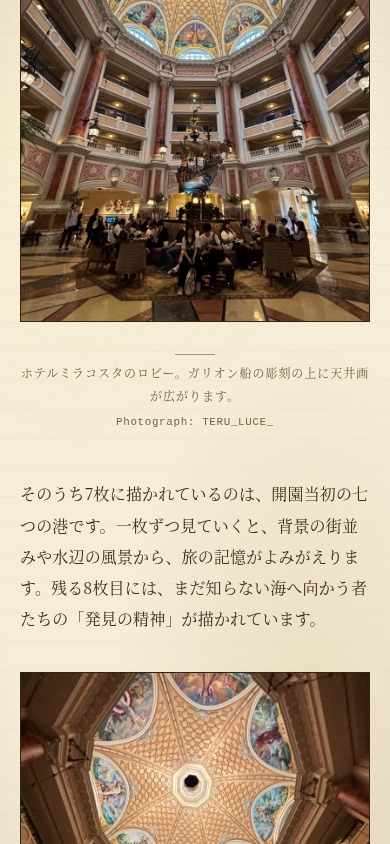 ホテルミラコスタのロビー。ガリオン船の彫刻の上に天井画
が広がります。
Photograph: TERU_LUCE_
そのうち7枚に描かれているのは、開園当初の七
つの港です。一枚ずつ見ていくと、背景の街並
みや水辺の風景から、旅の記憶がよみがえりま
す。残る8枚目には、まだ知らない海へ向かう者
たちの「発見の精神」が描かれています。